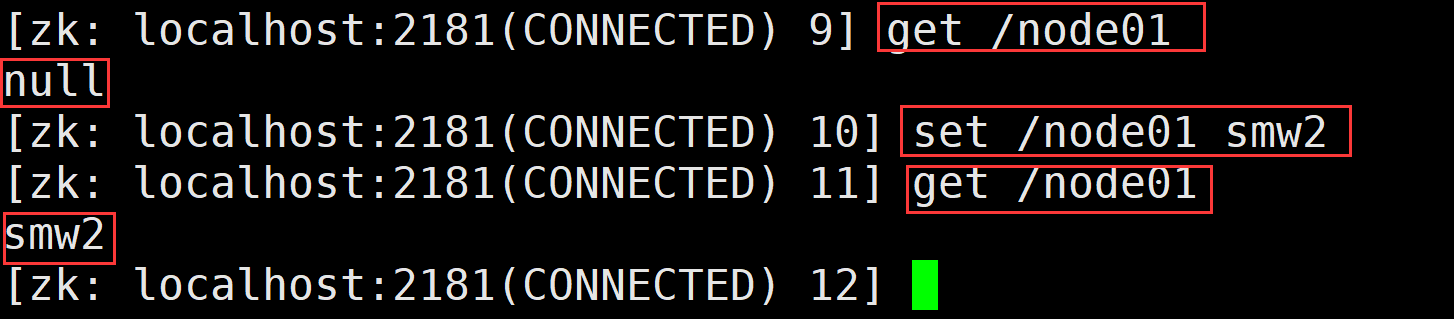 [zk: localhost:2181(CONNECTED) 9] get /node01
null
[zk: localhost:2181(CONNECTED) 10] set /node01 smw2
[zk: localhost:2181(CONNECTED) 11] get /node01
smw2
[zk: localhost:2181(CONNECTED) 12]